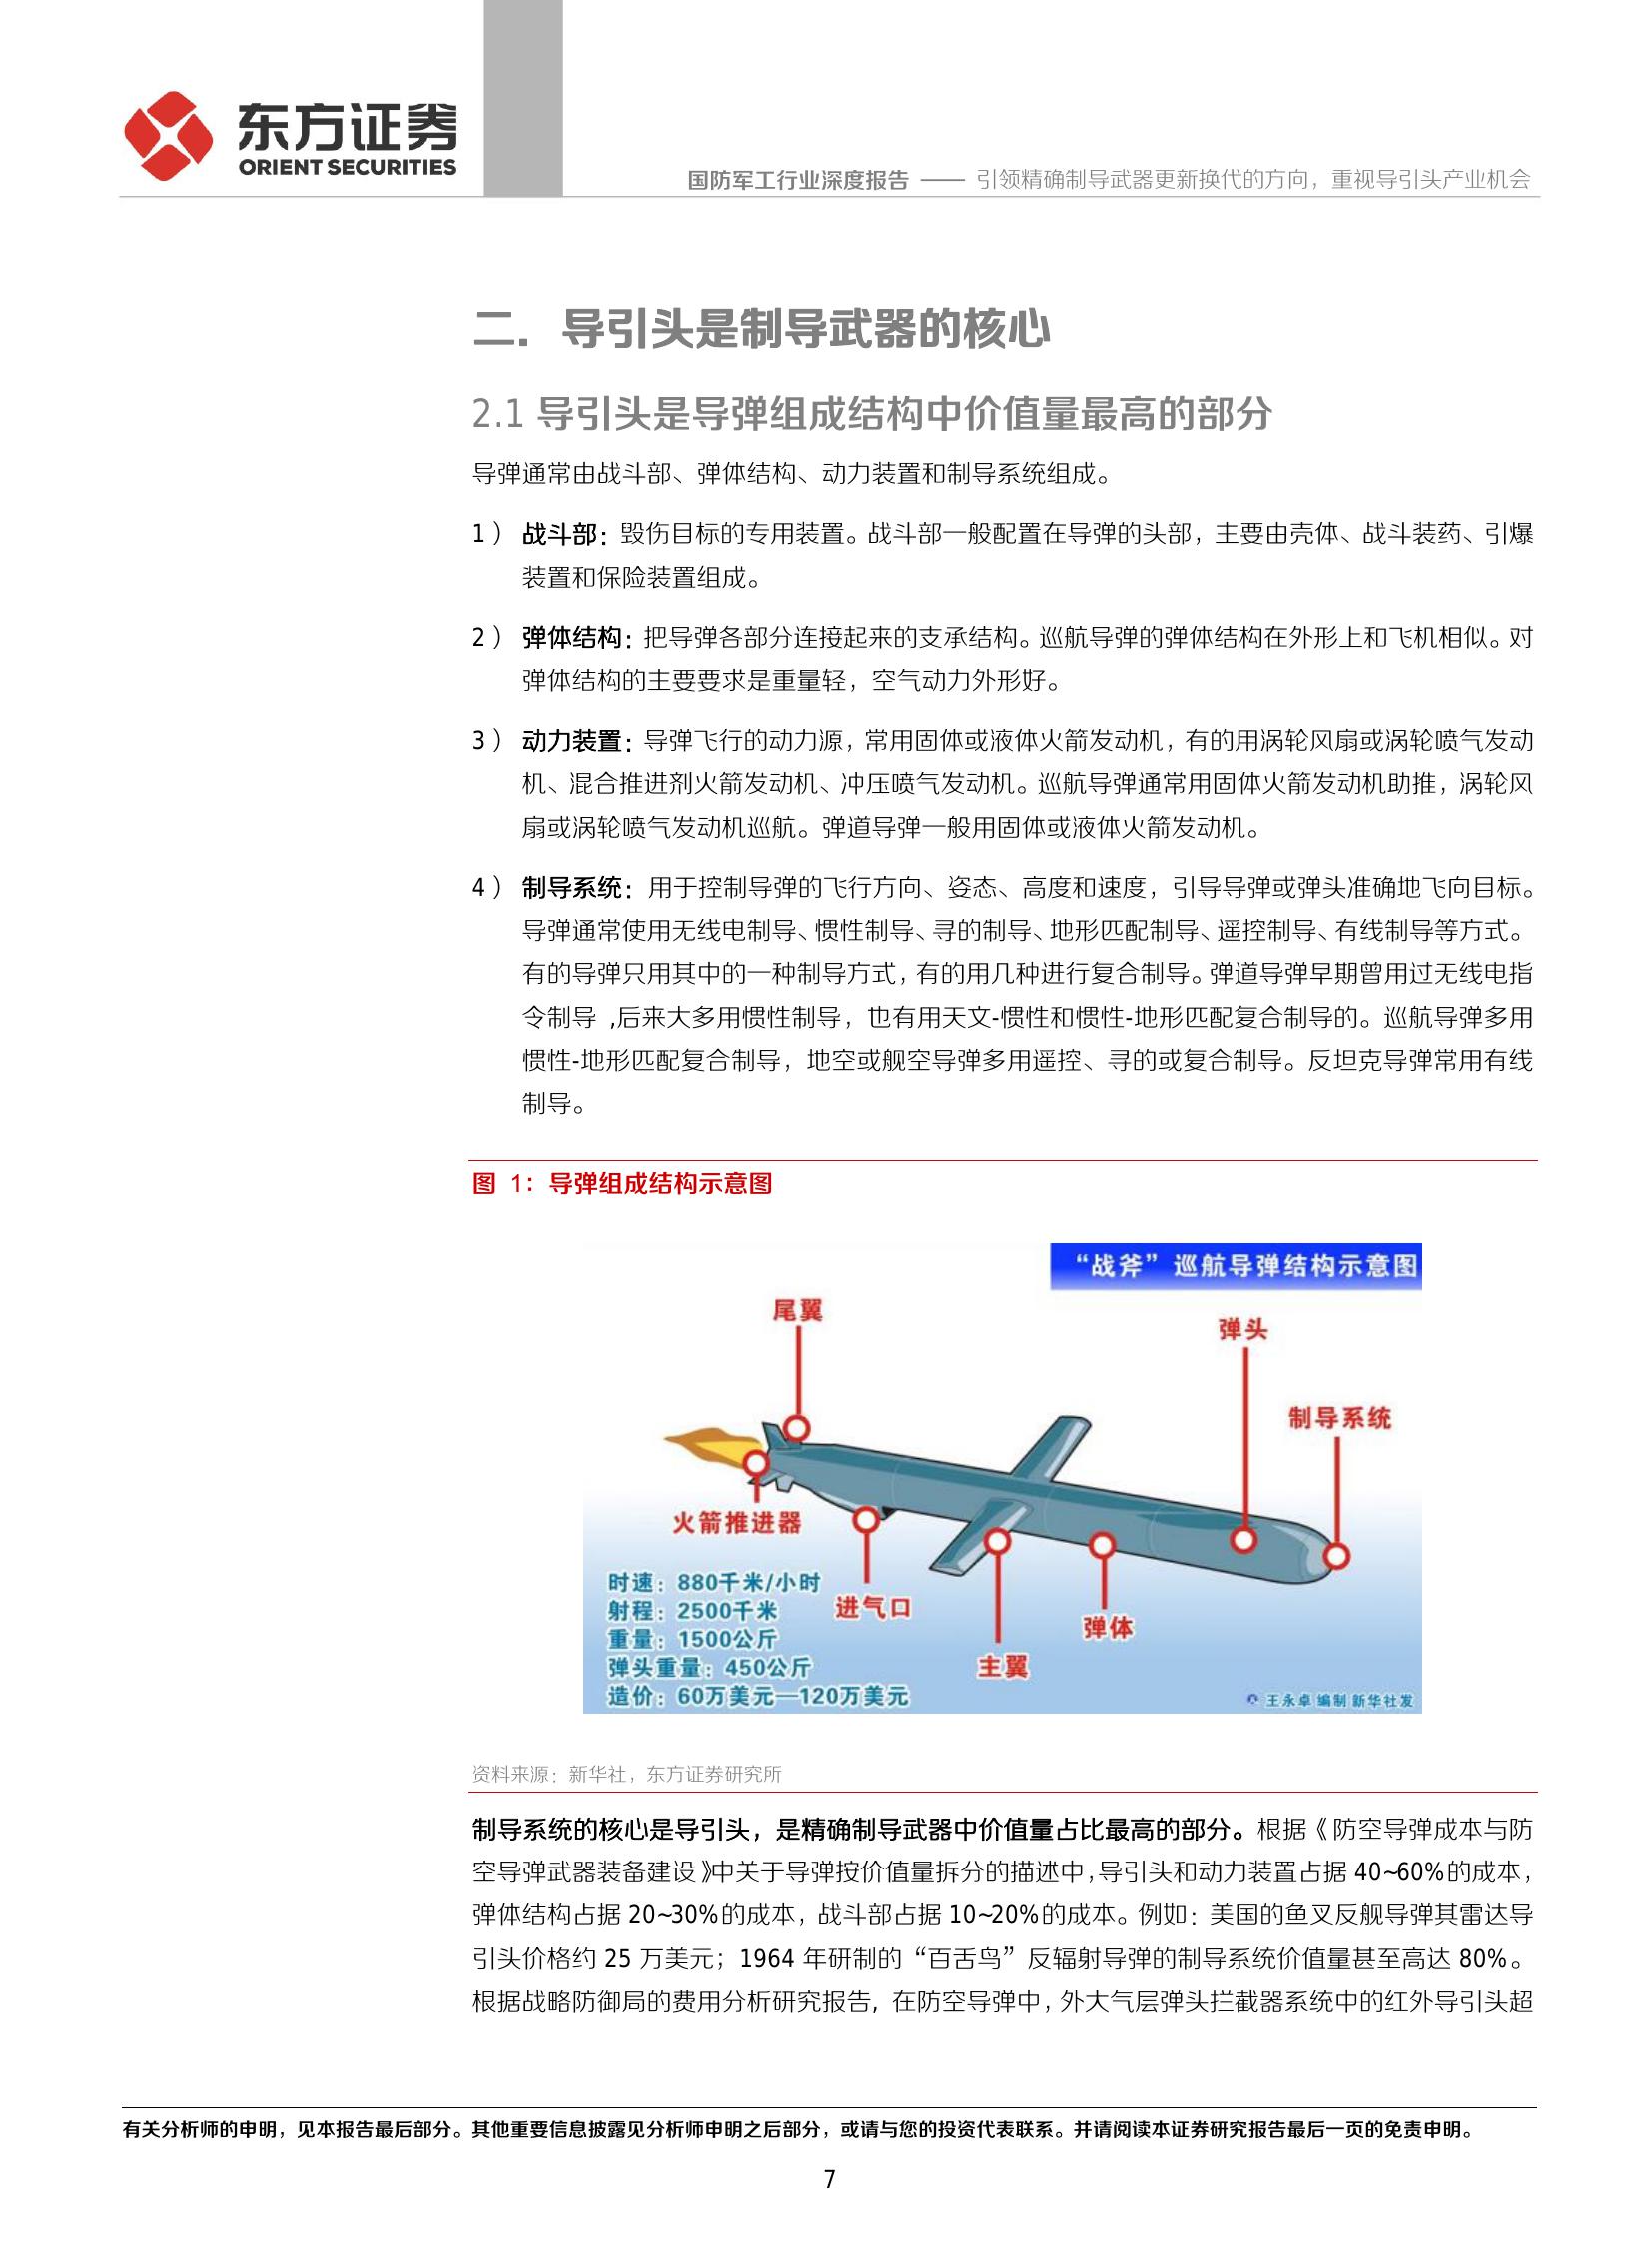 东方证券
ORIENT SECURITIES
国防军工行业深度报告 —— 引领精确制导武器更新换代的方向，重视导引头产业机会
二．导引头是制导武器的核心
2.1 导引头是导弹组成结构中价值量最高的部分
导弹通常由战斗部、弹体结构、动力装置和制导系统组成。
1） 战斗部：毁伤目标的专用装置。战斗部一般配置在导弹的头部，主要由壳体、战斗装药、引爆
装置和保险装置组成。
2） 弹体结构：把导弹各部分连接起来的支承结构。巡航导弹的弹体结构在外形上和飞机相似。对
弹体结构的主要要求是重量轻，空气动力外形好。
3） 动力装置：导弹飞行的动力源，常用固体或液体火箭发动机，有的用涡轮风扇或涡轮喷气发动
机、混合推进剂火箭发动机、冲压喷气发动机。巡航导弹通常用固体火箭发动机助推，涡轮风
扇或涡轮喷气发动机巡航。弹道导弹一般用固体或液体火箭发动机。
4） 制导系统：用于控制导弹的飞行方向、姿态、高度和速度，引导导弹或弹头准确地飞向目标。
导弹通常使用无线电制导、惯性制导、寻的制导、地形匹配制导、遥控制导、有线制导等方式。
有的导弹只用其中的一种制导方式，有的用几种进行复合制导。弹道导弹早期曾用过无线电指
令制导 ,后来大多用惯性制导，也有用天文-惯性和惯性-地形匹配复合制导的。巡航导弹多用
惯性-地形匹配复合制导，地空或舰空导弹多用遥控、寻的或复合制导。反坦克导弹常用有线
制导。
图 1：导弹组成结构示意图
“战斧”巡航导弹结构示意图
尾翼
弹头
制导系统
火箭推进器
进气口
弹体
主翼
时速：880千米/小时
射程：2500千米
重量：1500公斤
弹头重量：450公斤
造价：60万美元—120万美元
王永卓 编制 新华社发
资料来源：新华社，东方证券研究所
制导系统的核心是导引头，是精确制导武器中价值量占比最高的部分。根据《防空导弹成本与防
空导弹武器装备建设》中关于导弹按价值量拆分的描述中，导引头和动力装置占据 40~60%的成本，
弹体结构占据 20~30%的成本，战斗部占据 10~20%的成本。例如：美国的鱼叉反舰导弹其雷达导
引头价格约 25 万美元；1964 年研制的“百舌鸟”反辐射导弹的制导系统价值量甚至高达 80%。
根据战略防御局的费用分析研究报告, 在防空导弹中，外大气层弹头拦截器系统中的红外导引头超
有关分析师的申明，见本报告最后部分。其他重要信息披露见分析师申明之后部分，或请与您的投资代表联系。并请阅读本证券研究报告最后一页的免责申明。
7